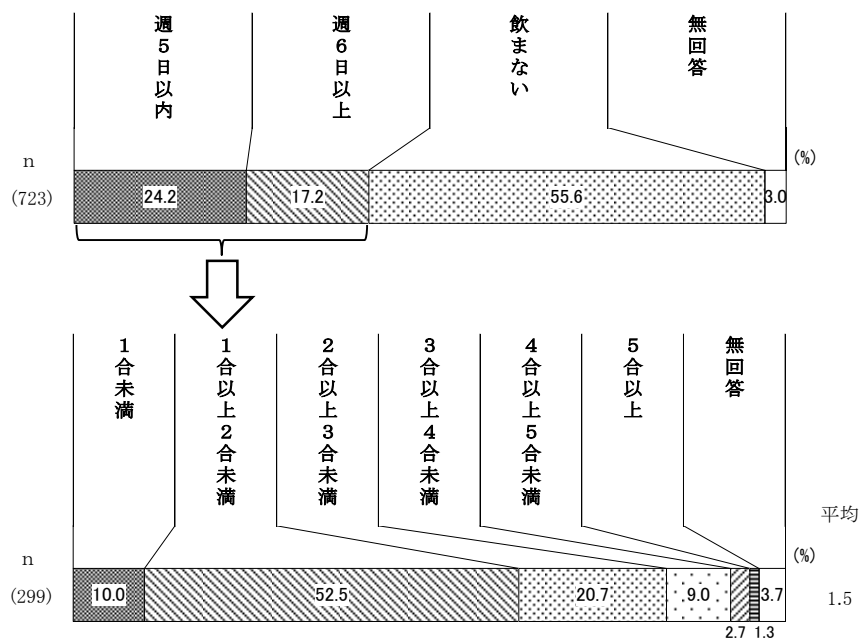 週5日以内
週6日以上
飲まない
無回答
n
(%)
(723)
24.2
17.2
55.6
3.0
1合未満
1合以上2合未満
2合以上3合未満
3合以上4合未満
4合以上5合未満
5合以上
無回答
平均
n
(%)
(299)
10.0
52.5
20.7
9.0
3.7
1.5
2.7
1.3